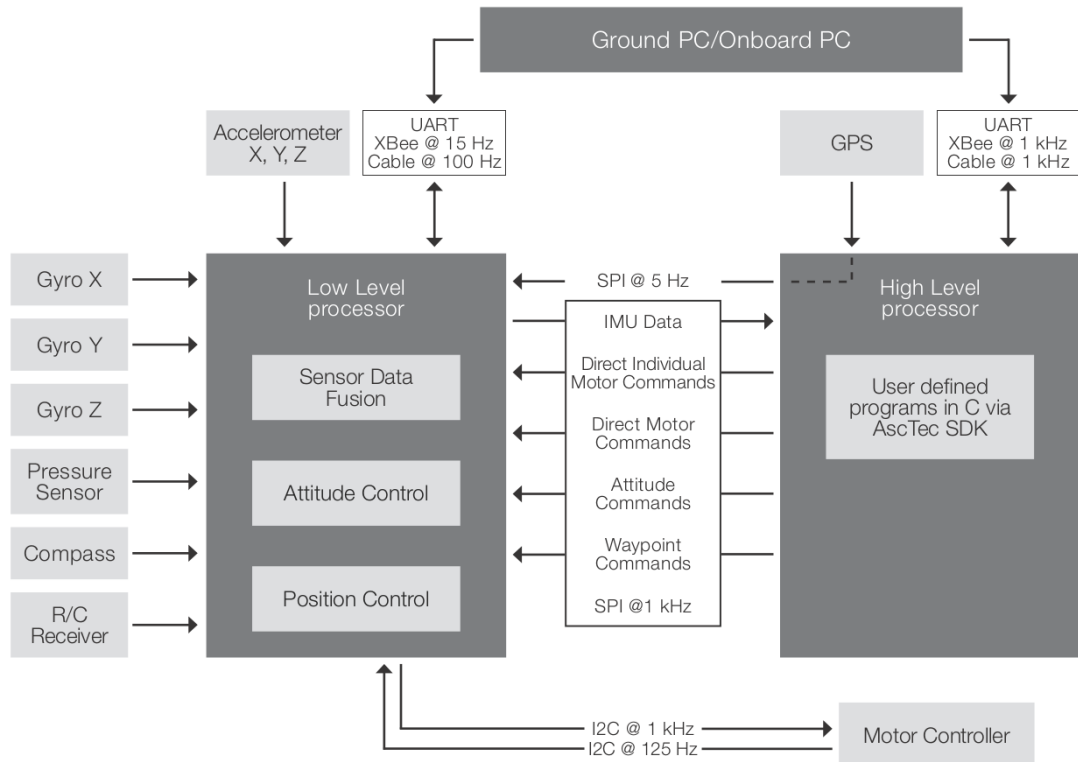 Ground PC/Onboard PC
Accelerometer
X, Y, Z
UART
XBee @ 15 Hz
Cable @ 100 Hz
GPS
UART
XBee @ 1 kHz
Cable @ 1 kHz
Gyro X
Gyro Y
Gyro Z
Pressure
Sensor
Compass
R/C
Receiver
Low Level
processor
Sensor Data
Fusion
Attitude Control
Position Control
SPI @ 5 Hz
IMU Data
Direct Individual
Motor Commands
Direct Motor
Commands
Attitude
Commands
Waypoint
Commands
SPI @1 kHz
High Level
processor
User defined
programs in C via
AscTec SDK
I2C @ 1 kHz
I2C @ 125 Hz
Motor Controller